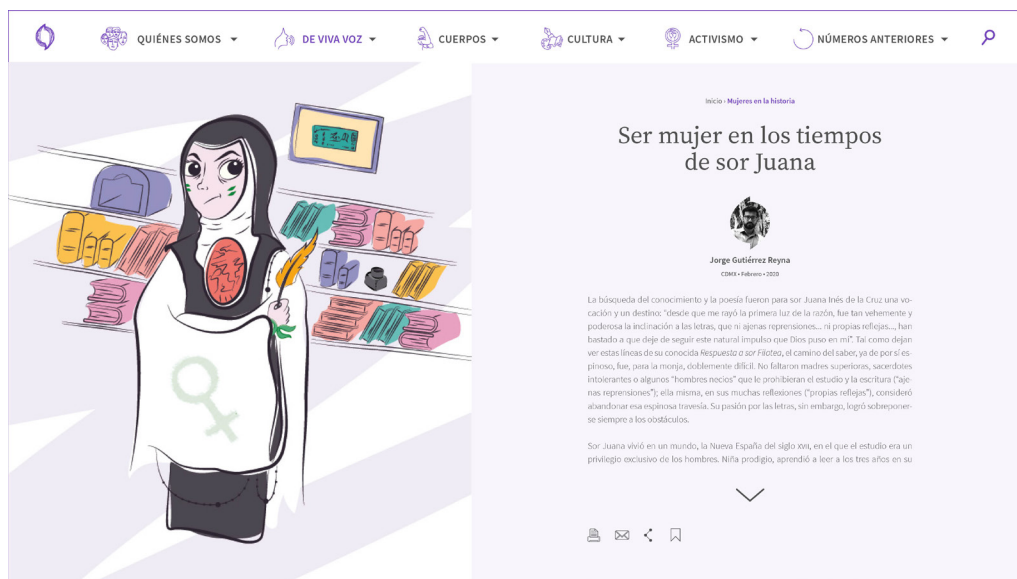 QUIÉNES SOMOS
DE VIVA VOZ
CUERPOS
CULTURA
ACTIVISMO
NÚMEROS ANTERIORES
Inicio › Mujeres en la historia
Ser mujer en los tiempos
de sor Juana
Jorge Gutiérrez Reyna
CDMX • Febrero • 2020
La búsqueda del conocimiento y la poesía fueron para sor Juana Inés de la Cruz una vo-
cación y un destino: “desde que me rayó la primera luz de la razón, fue tan vehemente y
poderosa la inclinación a las letras, que ni ajenas reprensiones... ni propias reflejas..., han
bastado a que deje de seguir este natural impulso que Dios puso en mí”. Tal como dejan
ver estas líneas de su conocida Respuesta a sor Filotea, el camino del saber, ya de por sí es-
pinoso, fue, para la monja, doblemente difícil. No faltaron madres superioras, sacerdotes
intolerantes o algunos “hombres necios” que le prohibieran el estudio y la escritura (“aje-
nas reprensiones”); ella misma, en sus muchas reflexiones (“propias reflejas”), consideró
abandonar esa espinosa travesía. Su pasión por las letras, sin embargo, logró sobreponer-
se siempre a los obstáculos.
Sor Juana vivió en un mundo, la Nueva España del siglo XVII, en el que el estudio era un
privilegio exclusivo de los hombres. Niña prodigio, aprendió a leer a los tres años en su